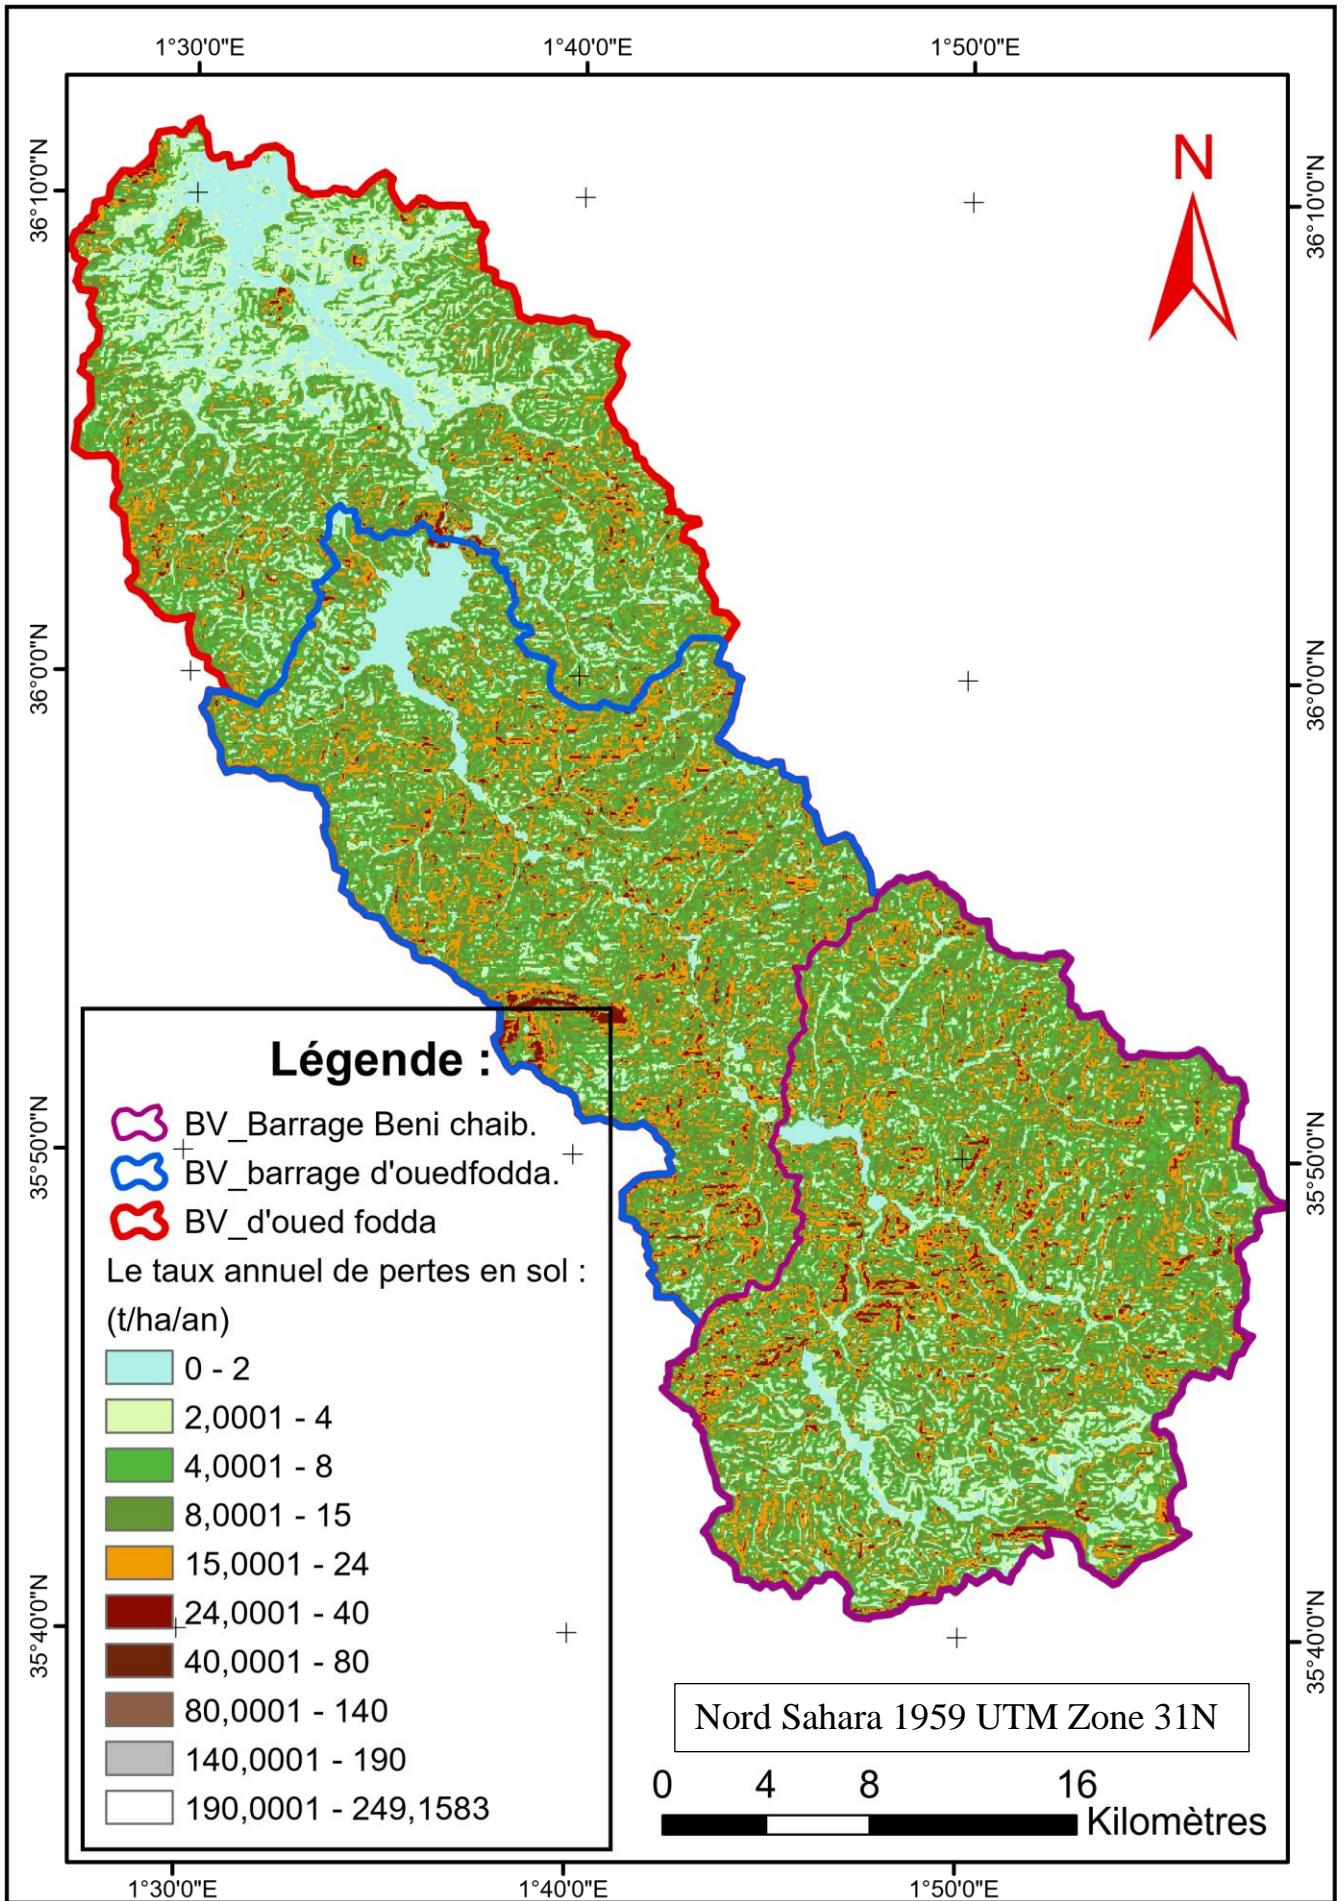 1°30'0"E
1°40'0"E
1°50'0"E
N
36°10'0"N
36°10'0"N
36°0'0"N
36°0'0"N
35°50'0"N
35°50'0"N
35°40'0"N
35°40'0"N
Légende :
BV_Barrage Beni chaib.
BV_barrage d'ouedfodda.
BV_d'oued fodda
Le taux annuel de pertes en sol :
(t/ha/an)
0 - 2
2,0001 - 4
4,0001 - 8
8,0001 - 15
15,0001 - 24
24,0001 - 40
40,0001 - 80
80,0001 - 140
140,0001 - 190
190,0001 - 249,1583
Nord Sahara 1959 UTM Zone 31N
0 4 8 16
Kilomètres
1°30'0"E
1°40'0"E
1°50'0"E